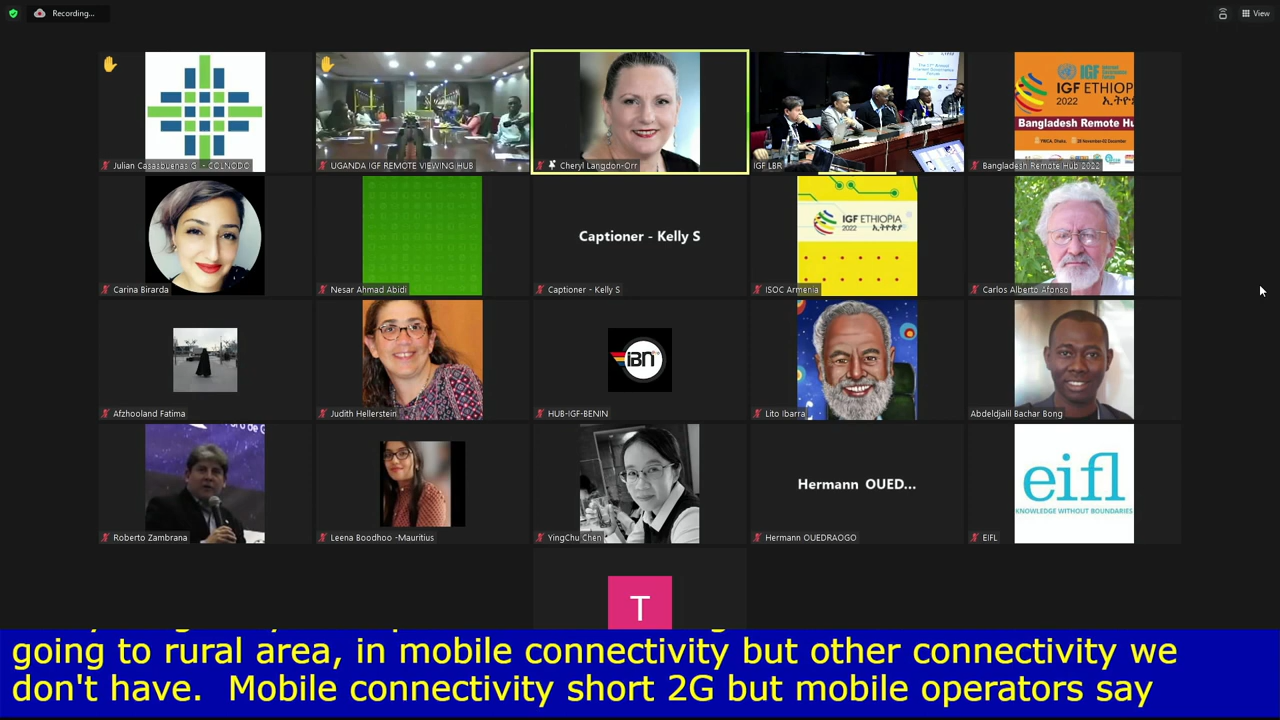 Recording...
View
Julian Casasbuenas G. - COLNODO
UGANDA IGF REMOTE VIEWING HUB
Cheryl Langdon-Orr
IGF LBR
IGF
IGF ETHIOPIA
2022 ኢትዮጵያ
Bangladesh Remote Hu
Bangladesh Remote Hub 2022
Carina Birarda
Nesar Ahmad Abidi
Captioner - Kelly S
Captioner - Kelly S
IGF ETHIOPIA
2022 ኢትዮጵያ
ISOC Armenia
Carlos Alberto Afonso
Afzhooland Fatima
Judith Hellerstein
iBN
HUB-IGF-BENIN
Lito Ibarra
Abdeldjalil Bachar Bong
Roberto Zambrana
Leena Boodhoo -Mauritius
YingChu Chen
Hermann OUED...
Hermann OUEDRAOGO
eifl
KNOWLEDGE WITHOUT BOUNDARIES
EIFL
T
going to rural area, in mobile connectivity but other connectivity we
don't have. Mobile connectivity short 2G but mobile operators say